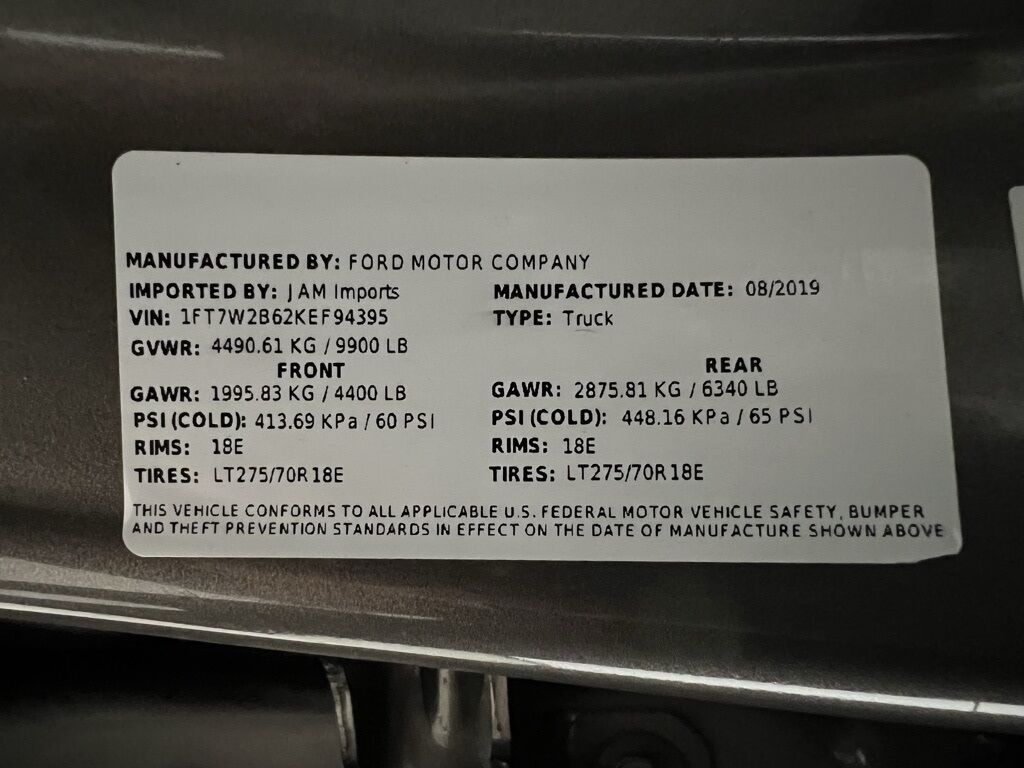 MANUFACTURED BY: FORD MOTOR COMPANY
IMPORTED BY: JAM Imports MANUFACTURED DATE: 08/2019
VIN: 1FT7W2B62KEF94395 TYPE: Truck
GVWR: 4490.61 KG / 9900 LB
FRONT REAR
GAWR: 1995.83 KG / 4400 LB GAWR: 2875.81 KG / 6340 LB
PSI (COLD): 413.69 KPa / 60 PSI PSI (COLD): 448.16 KPa / 65 PSI
RIMS: 18E RIMS: 18E
TIRES: LT275/70R18E TIRES: LT275/70R18E
THIS VEHICLE CONFORMS TO ALL APPLICABLE U.S. FEDERAL MOTOR VEHICLE SAFETY, BUMPER
AND THEFT PREVENTION STANDARDS IN EFFECT ON THE DATE OF MANUFACTURE SHOWN ABOVE